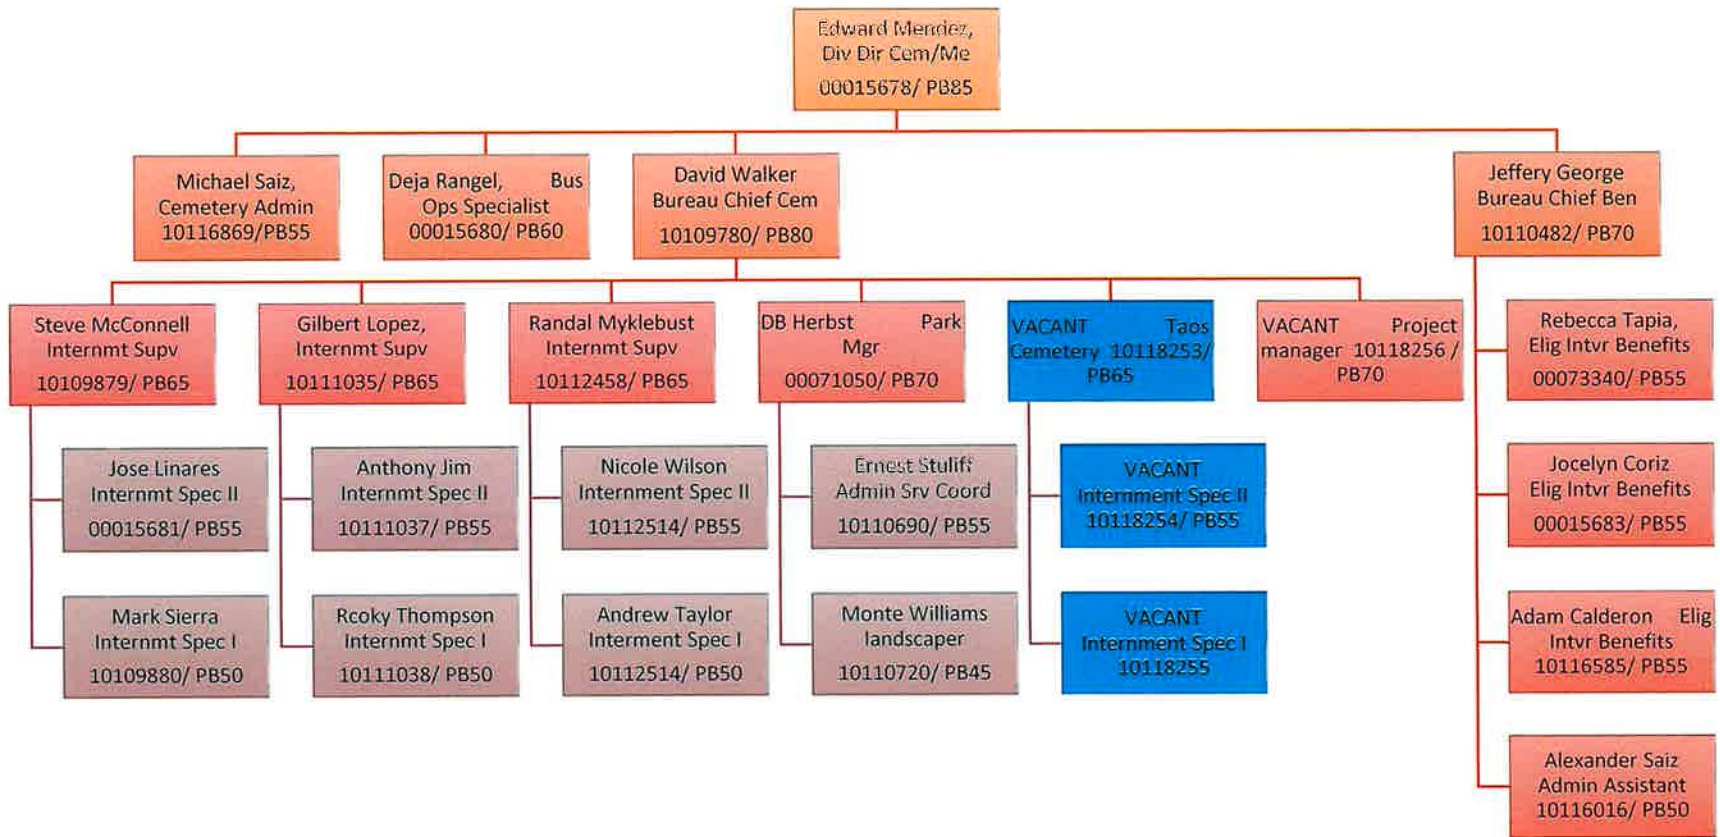 Edward Mendez,
Div Dir Cem/Me
00015678/ PB85
Michael Saiz,
Cemetery Admin
10116869/PB55
Deja Rangel, Bus
Ops Specialist
00015680/ PB60
David Walker
Bureau Chief Cem
10109780/ PB80
Jeffery George
Bureau Chief Ben
10110482/ PB70
Steve McConnell
Internmt Supv
10109879/ PB65
Gilbert Lopez,
Internmt Supv
10111035/ PB65
Randal Myklebust
Internmt Supv
10112458/ PB65
DB Herbst Park
Mgr
00071050/ PB70
VACANT Taos
Cemetery 10118253/
PB65
VACANT Project
manager 10118256 /
PB70
Rebecca Tapia,
Elig Intvr Benefits
00073340/ PB55
Jose Linares
Internmt Spec II
00015681/ PB55
Anthony Jim
Internmt Spec II
10111037/ PB55
Nicole Wilson
Internment Spec II
10112514/ PB55
Ernest Stuliff
Admin Srv Coord
10110690/ PB55
VACANT
Internment Spec II
10118254/ PB55
Jocelyn Coriz
Elig Intvr Benefits
00015683/ PB55
Mark Sierra
Internmt Spec I
10109880/ PB50
Rcoky Thompson
Internmt Spec I
10111038/ PB50
Andrew Taylor
Interment Spec I
10112514/ PB50
Monte Williams
landscaper
10110720/ PB45
VACANT
Internment Spec I
10118255
Adam Calderon Elig
Intvr Benefits
10116585/ PB55
Alexander Saiz
Admin Assistant
10116016/ PB50